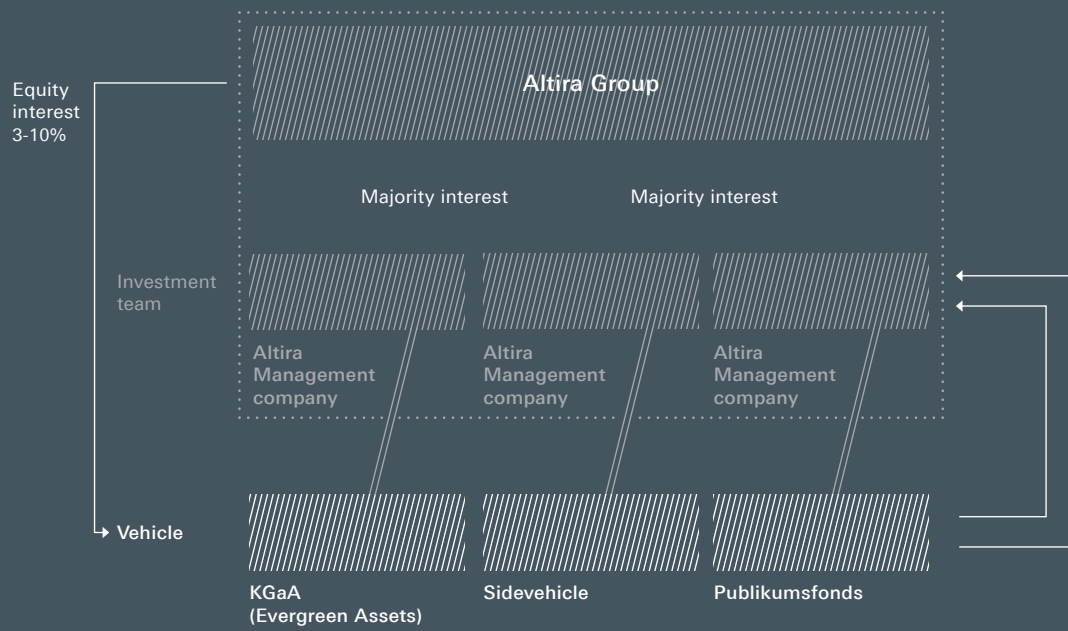 Altira Group
Equity
interest
3-10%
Majority interest
Majority interest
Investment
team
Altira
Management
company
Altira
Management
company
Altira
Management
company
Vehicle
KGaA
(Evergreen Assets)
Sidevehicle
Publikumsfonds